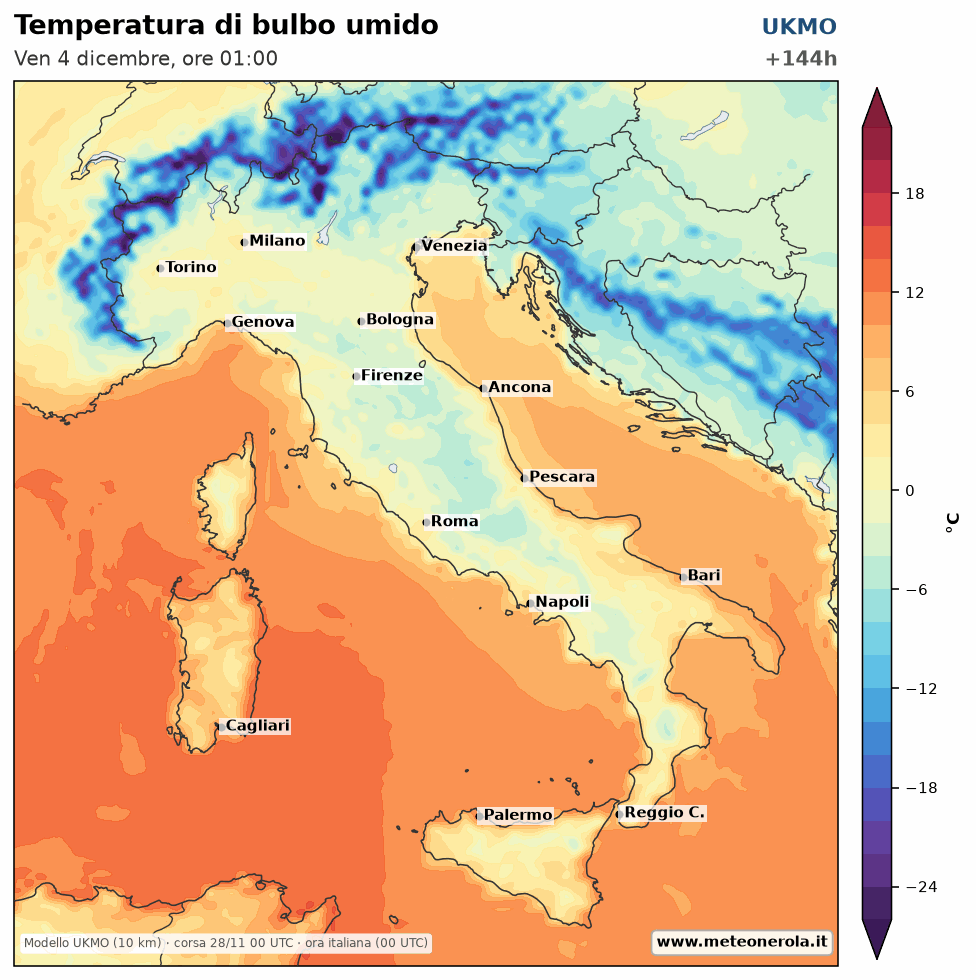 Temperatura di bulbo umido
UKMO
Ven 4 dicembre, ore 01:00
+144h
Milano
Venezia
Torino
Genova
Bologna
Firenze
Ancona
Pescara
Roma
Bari
Napoli
Cagliari
Palermo
Reggio C.
18
12
6
0
−6
−12
−18
−24
°C
Modello UKMO (10 km) · corsa 28/11 00 UTC · ora italiana (00 UTC)
www.meteonerola.it